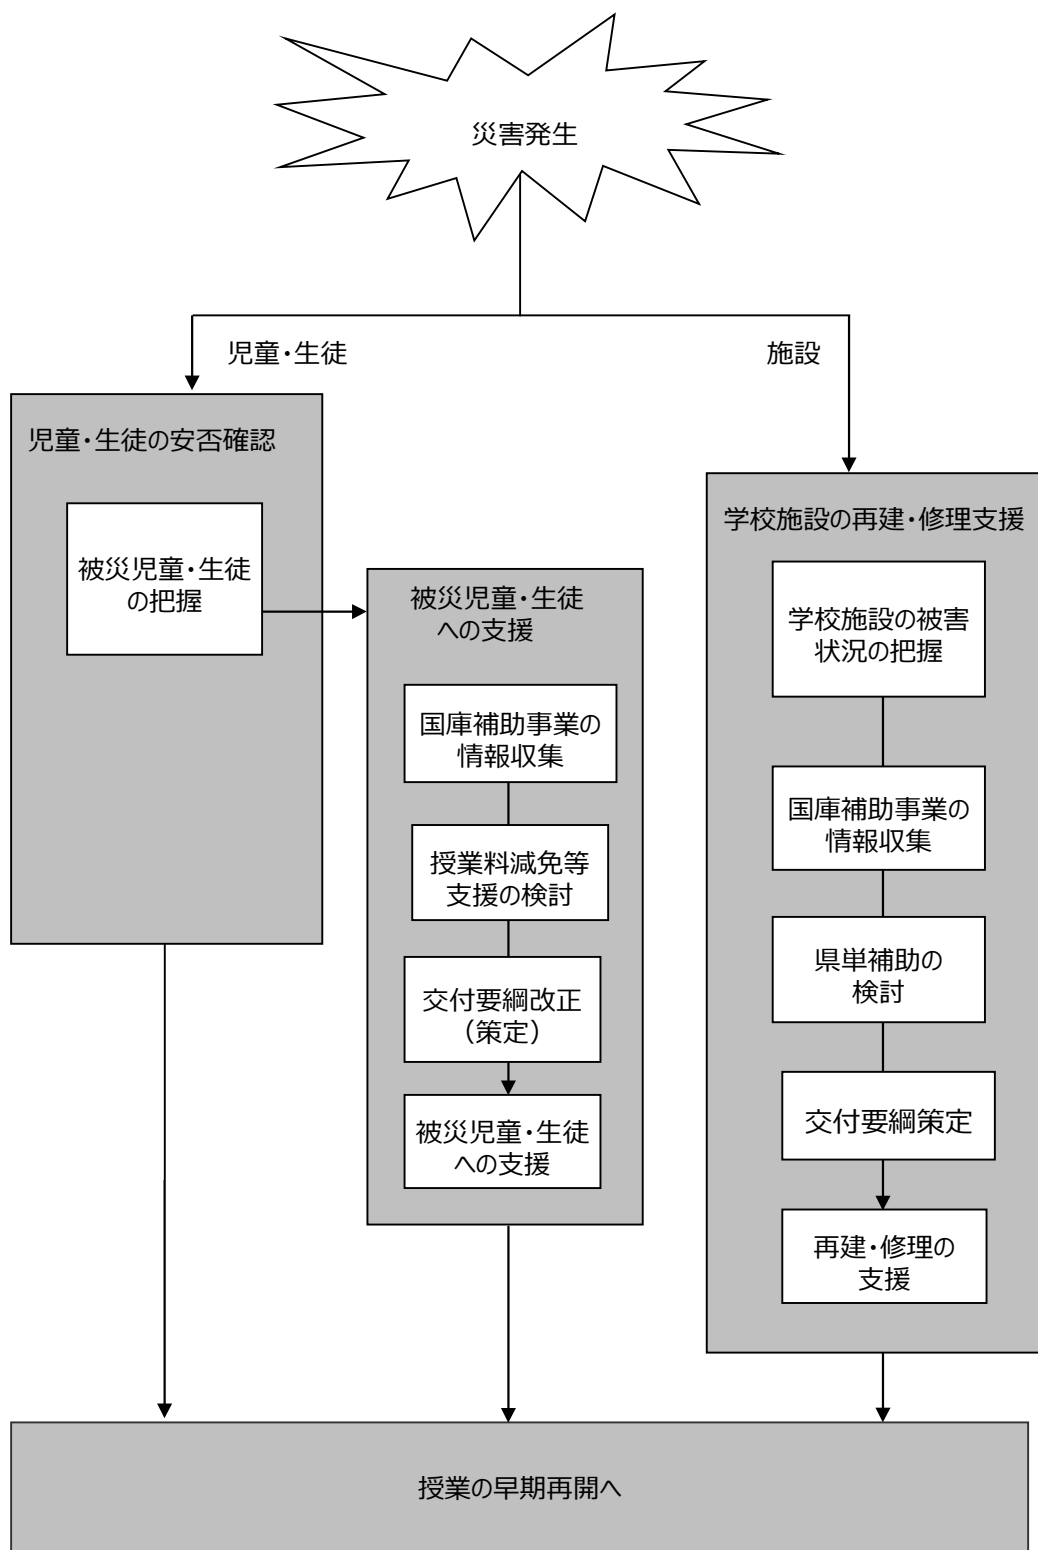 災害発生
児童・生徒
施設
児童・生徒の安否確認
被災児童・生徒
の把握
被災児童・生徒
への支援
国庫補助事業の
情報収集
授業料減免等
支援の検討
交付要綱改正
（策定）
被災児童・生徒
への支援
学校施設の再建・修理支援
学校施設の被害
状況の把握
国庫補助事業の
情報収集
県単補助の
検討
交付要綱策定
再建・修理の
支援
授業の早期再開へ